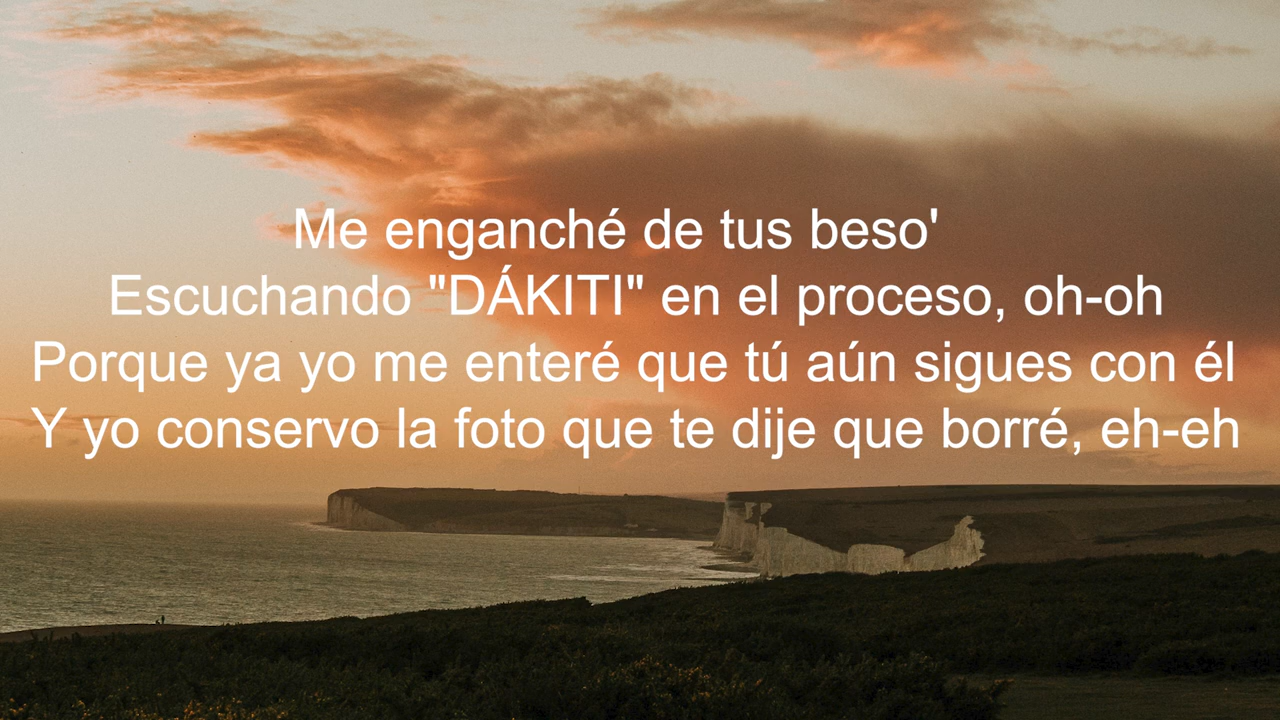 Me enganché de tus beso'
Escuchando "DÁKITI" en el proceso, oh-oh
Porque ya yo me enteré que tú aún sigues con él
Y yo conservo la foto que te dije que borré, eh-eh